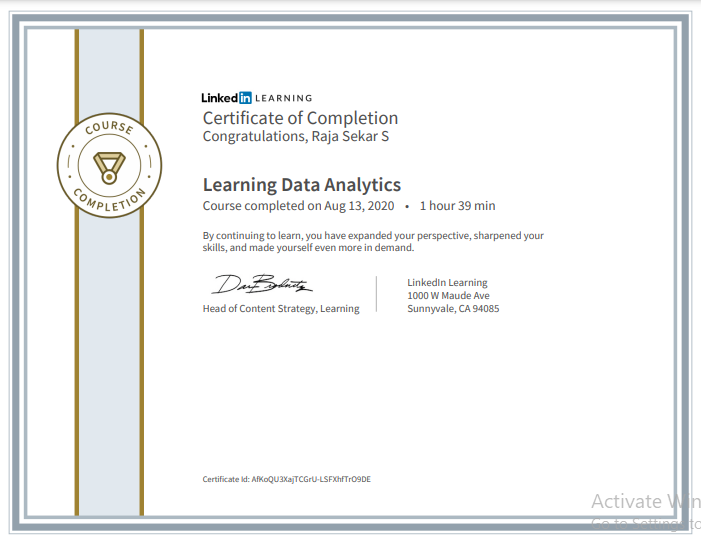 COURSE
COMPLETION
Linked in LEARNING
Certificate of Completion
Congratulations, Raja Sekar S
Learning Data Analytics
Course completed on Aug 13, 2020 • 1 hour 39 min
By continuing to learn, you have expanded your perspective, sharpened your
skills, and made yourself even more in demand.
Head of Content Strategy, Learning
LinkedIn Learning
1000 W Maude Ave
Sunnyvale, CA 94085
Certificate Id: AfKoQU3XajTCGrU-LSFXhfTrO9DE
Activate Win
Go to Settings to